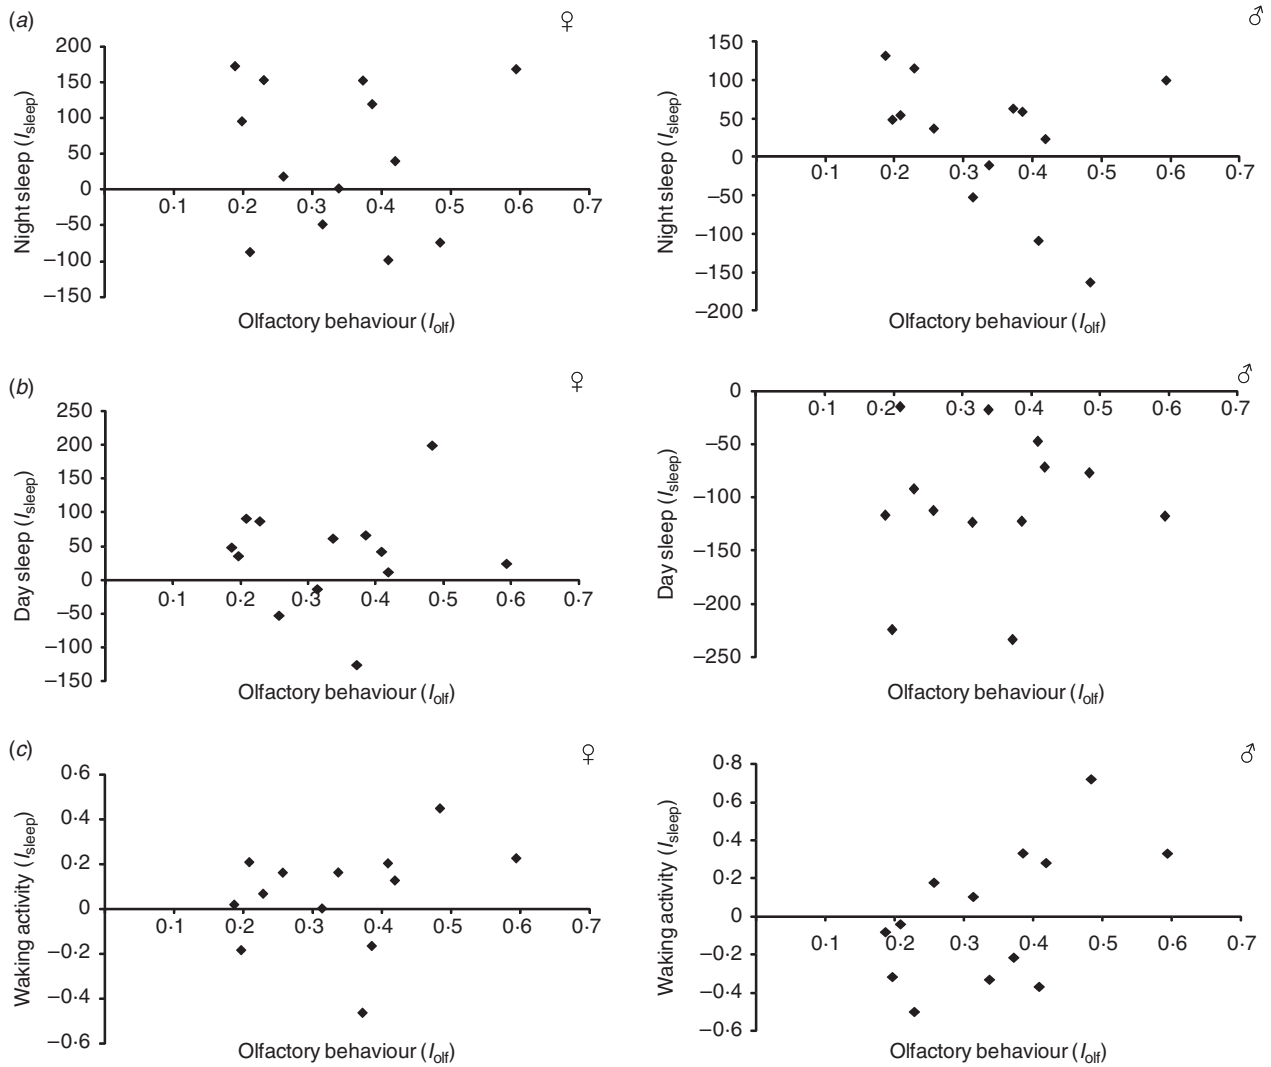 (a) ♀
200
150
100
50
0
−50
−100
−150
0·1 0·2 0·3 0·4 0·5 0·6 0·7
Night sleep (Isleep)
Olfactory behaviour (Iolf)
♂
150
100
50
0
−50
−100
−150
−200
0·1 0·2 0·3 0·4 0·5 0·6 0·7
Night sleep (Isleep)
Olfactory behaviour (Iolf)
(b) ♀
250
200
150
100
50
0
−50
−100
−150
0·1 0·2 0·3 0·4 0·5 0·6 0·7
Day sleep (Isleep)
Olfactory behaviour (Iolf)
♂
0
−50
−100
−150
−200
−250
0·1 0·2 0·3 0·4 0·5 0·6 0·7
Day sleep (Isleep)
Olfactory behaviour (Iolf)
(c) ♀
0·6
0·4
0·2
0
−0·2
−0·4
−0·6
0·1 0·2 0·3 0·4 0·5 0·6 0·7
Waking activity (Isleep)
Olfactory behaviour (Iolf)
♂
0·8
0·6
0·4
0·2
0
−0·2
−0·4
−0·6
0·1 0·2 0·3 0·4 0·5 0·6 0·7
Waking activity (Isleep)
Olfactory behaviour (Iolf)